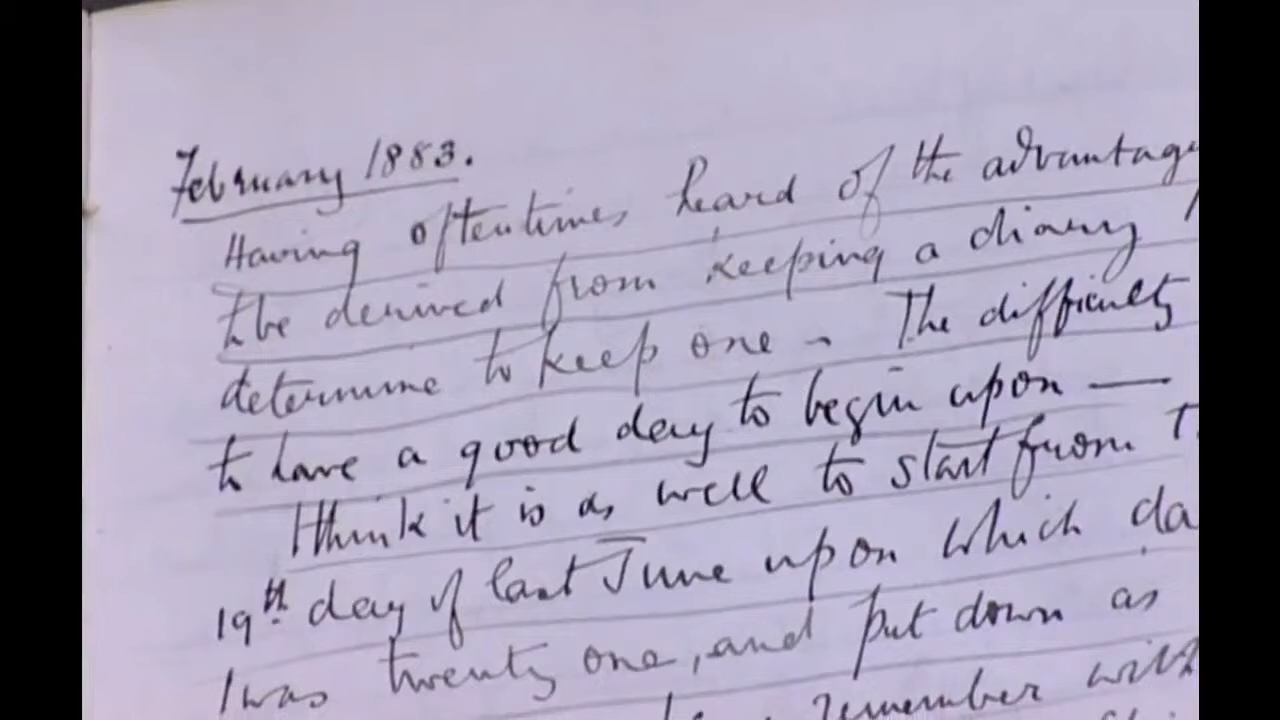 February 1883.
Having oftentimes heard of the advantage
to be derived from keeping a diary I
determine to keep one - The difficulty
to have a good day to begin upon —
I think it is as well to start from T
19th day of last June upon which da
I was twenty one, and put down as
remember with